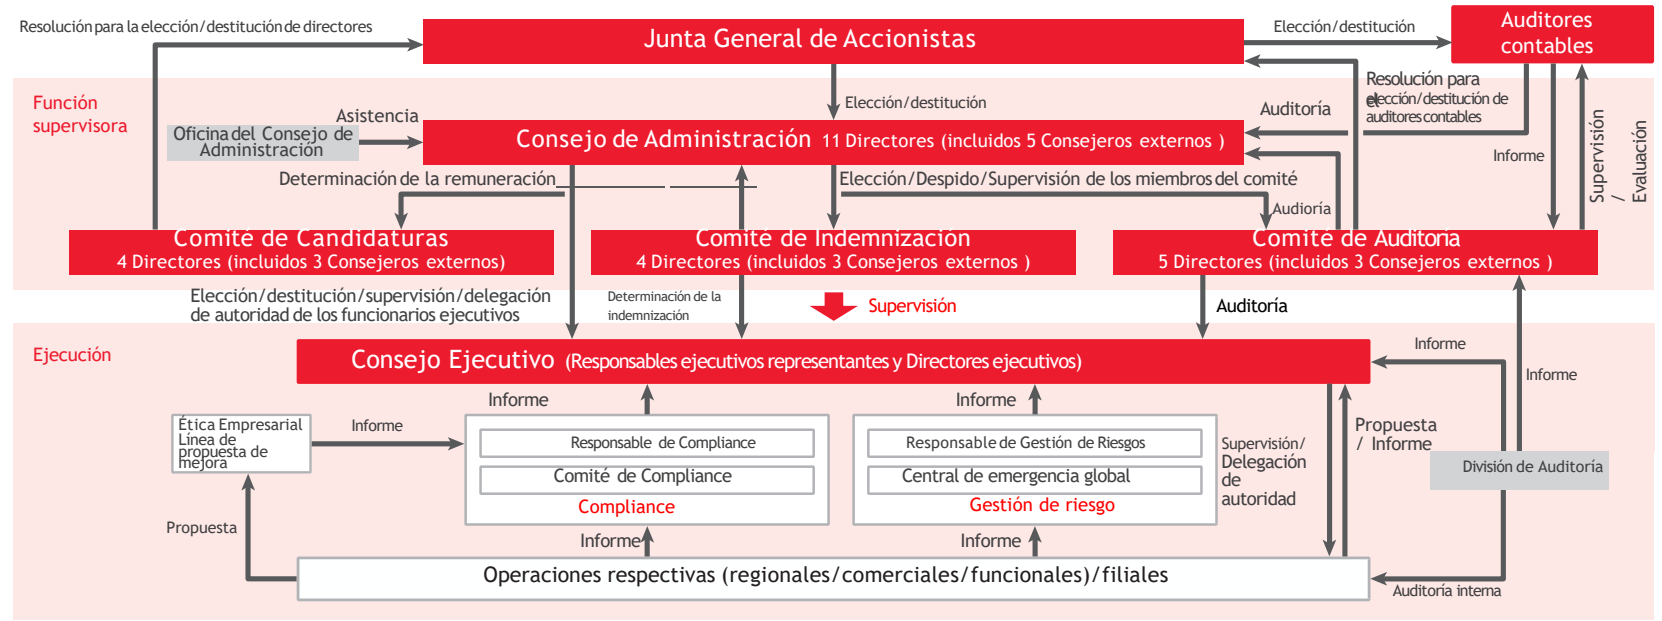 Resolución para la elección/destitución de directores
Junta General de Accionistas
Elección/destitución
Auditores
contables
Función
supervisora
Elección/destitución
Asistencia
Oficina del Consejo de
Administración
Consejo de Administración 11 Directores (incluidos 5 Consejeros externos )
Auditoría
Resolución para
el
elección/destitución de
auditores contables
Informe
Supervisión
/
Evaluación
Determinación de la remuneración
Elección/Despido/Supervisión de los miembros del comité
Audioría
Comité de Candidaturas
4 Directores (incluidos 3 Consejeros externos)
Comité de Indemnización
4 Directores (incluidos 3 Consejeros externos )
Comité de Auditoría
5 Directores (incluidos 3 Consejeros externos )
Elección/destitución/supervisión/delegación
de autoridad de los funcionarios ejecutivos
Determinación de la
indemnización
Supervisión
Auditoría
Ejecución
Consejo Ejecutivo (Responsables ejecutivos representantes y Directores ejecutivos)
Informe
Informe
Informe
Informe
Ética Empresarial
Línea de
propuesta de
mejora
Informe
Responsable de Compliance
Comité de Compliance
Compliance
Responsable de Gestión de Riesgos
Central de emergencia global
Gestión de riesgo
Supervisión/
Delegación
de
autoridad
Propuesta
/ Informe
División de Auditoría
Propuesta
Informe
Informe
Operaciones respectivas (regionales/comerciales/funcionales)/filiales
Auditoría interna